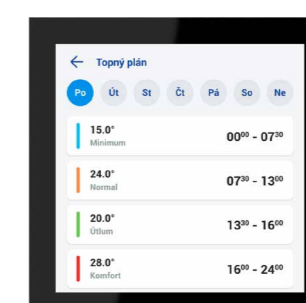 ← Topný plán
Po Út St Čt Pá So Ne
15.0°
Minimum
00⁰⁰ - 07³⁰
24.0°
Normal
07³⁰ - 13⁰⁰
20.0°
Útlum
13³⁰ - 16⁰⁰
28.0°
Komfort
16⁰⁰ - 24⁰⁰